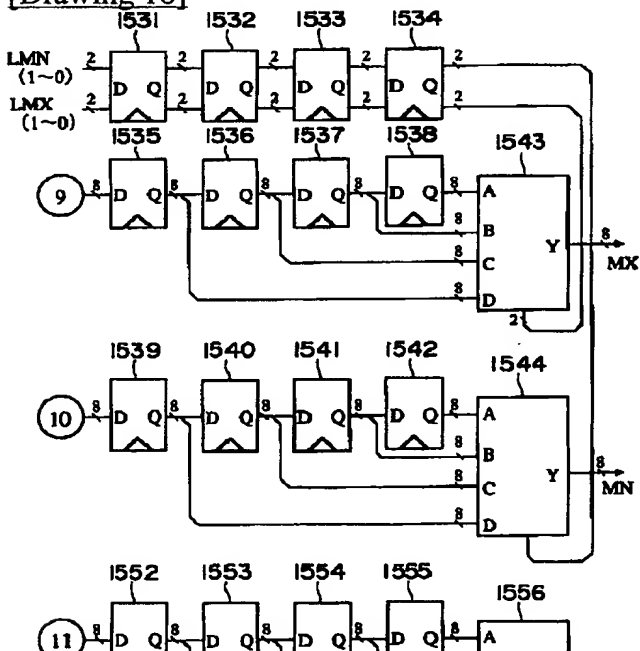 [Drawing 16]
1531 1532 1533 1534
LMN 2 2 2 2 2
(1~0) D Q D Q D Q D Q
LMX 2 2 2 2 2
(1~0)
1535 1536 1537 1538 1543
9 8 D Q 8 D Q 8 D Q 8 D Q 8 A
8 B
Y 8
8 C MX
8 D
2
1539 1540 1541 1542 1544
10 8 D Q 8 D Q 8 D Q 8 D Q 8 A
8 B
Y 8
8 C MN
8 D
1552 1553 1554 1555 1556
11 8 D Q 8 D Q 8 D Q 8 D Q 8 A